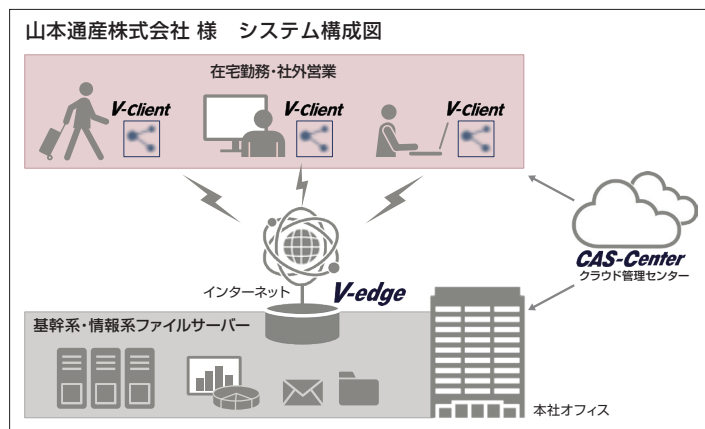 山本通産株式会社 様　システム構成図
在宅勤務・社外営業
V-Client
V-Client
V-Client
CAS-Center
クラウド管理センター
インターネット
V-edge
基幹系・情報系ファイルサーバー
本社オフィス